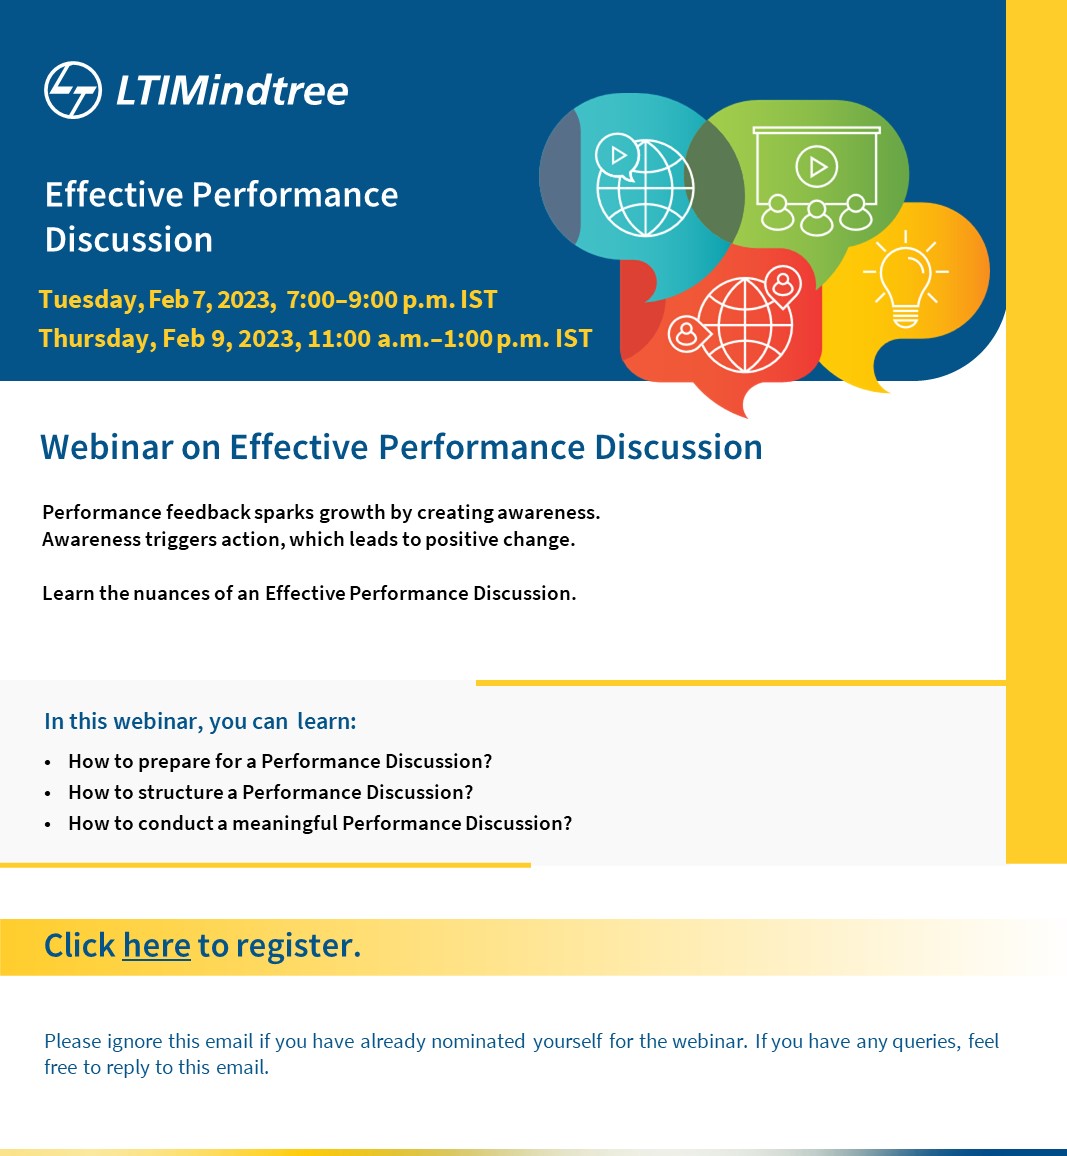 LTIMindtree
Effective Performance
Discussion
Tuesday, Feb 7, 2023, 7:00–9:00 p.m. IST
Thursday, Feb 9, 2023, 11:00 a.m.–1:00 p.m. IST
Webinar on Effective Performance Discussion
Performance feedback sparks growth by creating awareness.
Awareness triggers action, which leads to positive change.
Learn the nuances of an Effective Performance Discussion.
In this webinar, you can learn:
• How to prepare for a Performance Discussion?
• How to structure a Performance Discussion?
• How to conduct a meaningful Performance Discussion?
Click here to register.
Please ignore this email if you have already nominated yourself for the webinar. If you have any queries, feel
free to reply to this email.